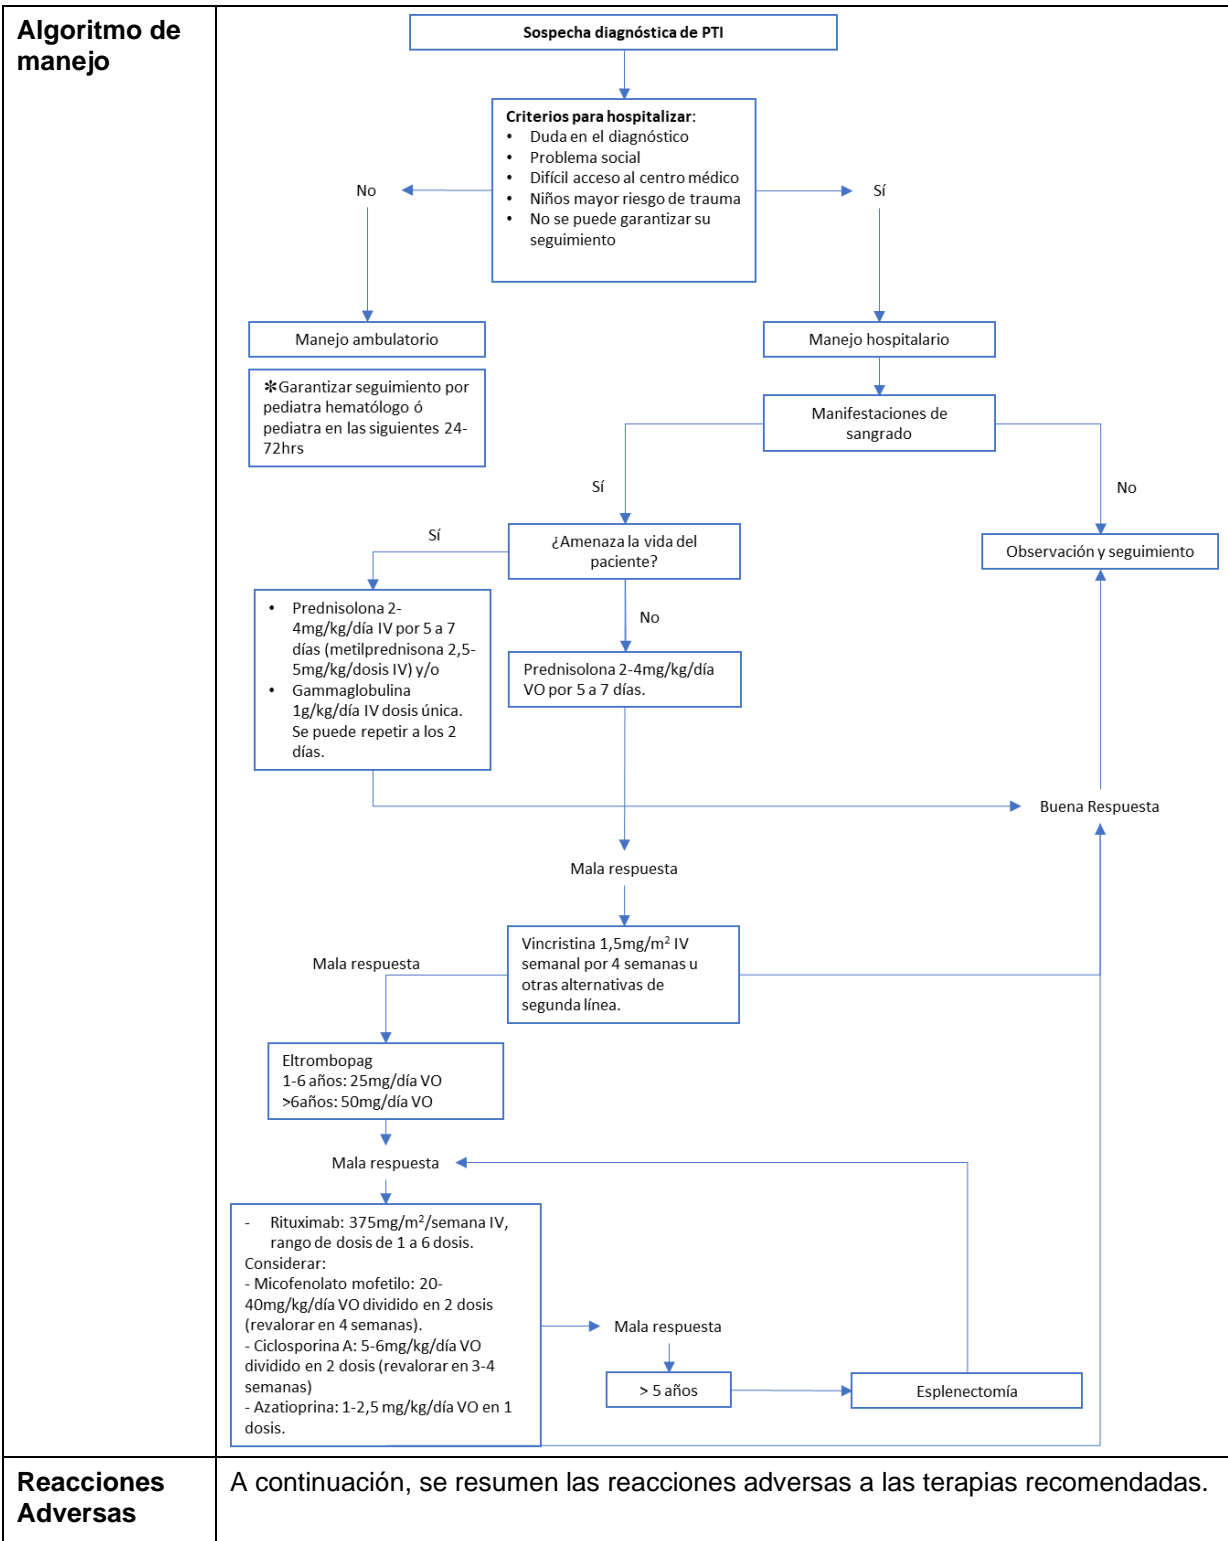 Algoritmo de
manejo
Sospecha diagnóstica de PTI
Criterios para hospitalizar:
• Duda en el diagnóstico
• Problema social
• Difícil acceso al centro médico
• Niños mayor riesgo de trauma
• No se puede garantizar su
seguimiento
No
Sí
Manejo ambulatorio
Manejo hospitalario
✻Garantizar seguimiento por
pediatra hematólogo ó
pediatra en las siguientes 24-
72hrs
Manifestaciones de
sangrado
Sí
No
Sí
¿Amenaza la vida del
paciente?
Observación y seguimiento
• Prednisolona 2-
4mg/kg/día IV por 5 a 7
días (metilprednisona 2,5-
5mg/kg/dosis IV) y/o
• Gammaglobulina
1g/kg/día IV dosis única.
Se puede repetir a los 2
días.
No
Prednisolona 2-4mg/kg/día
VO por 5 a 7 días.
Buena Respuesta
Mala respuesta
Mala respuesta
Vincristina 1,5mg/m² IV
semanal por 4 semanas u
otras alternativas de
segunda línea.
Eltrombopag
1-6 años: 25mg/día VO
>6años: 50mg/día VO
Mala respuesta
- Rituximab: 375mg/m²/semana IV,
rango de dosis de 1 a 6 dosis.
Considerar:
- Micofenolato mofetilo: 20-
40mg/kg/día VO dividido en 2 dosis
(revalorar en 4 semanas).
- Ciclosporina A: 5-6mg/kg/día VO
dividido en 2 dosis (revalorar en 3-4
semanas)
- Azatioprina: 1-2,5 mg/kg/día VO en 1
dosis.
Mala respuesta
> 5 años
Esplenectomía
Reacciones
Adversas
A continuación, se resumen las reacciones adversas a las terapias recomendadas.